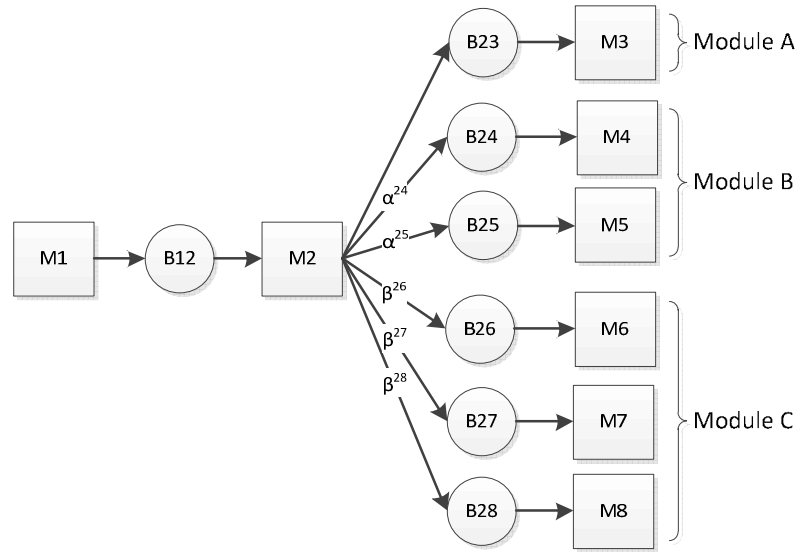 B23 M3 Module A
B24 M4
α²⁴
Module B
B25 M5
α²⁵
M1 B12 M2
β²⁶
B26 M6
β²⁷
β²⁸
B27 M7 Module C
B28 M8